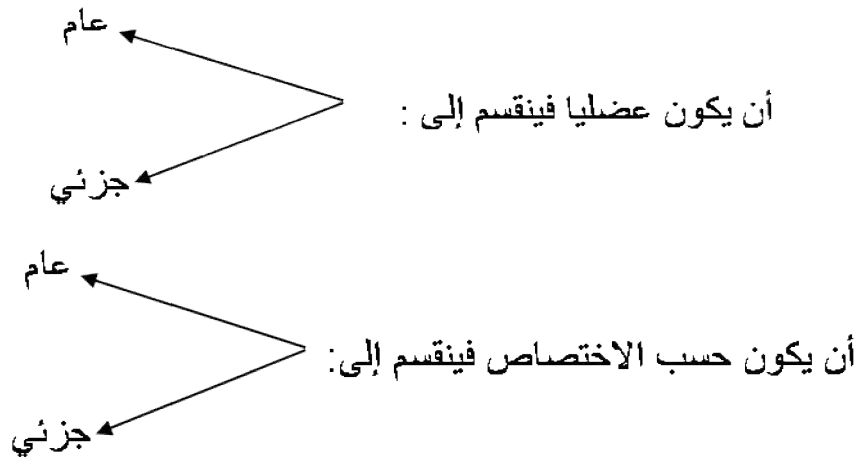 عام
أن يكون عضليا فينقسم إلى :
جزئي
عام
أن يكون حسب الاختصاص فينقسم إلى:
جزئي